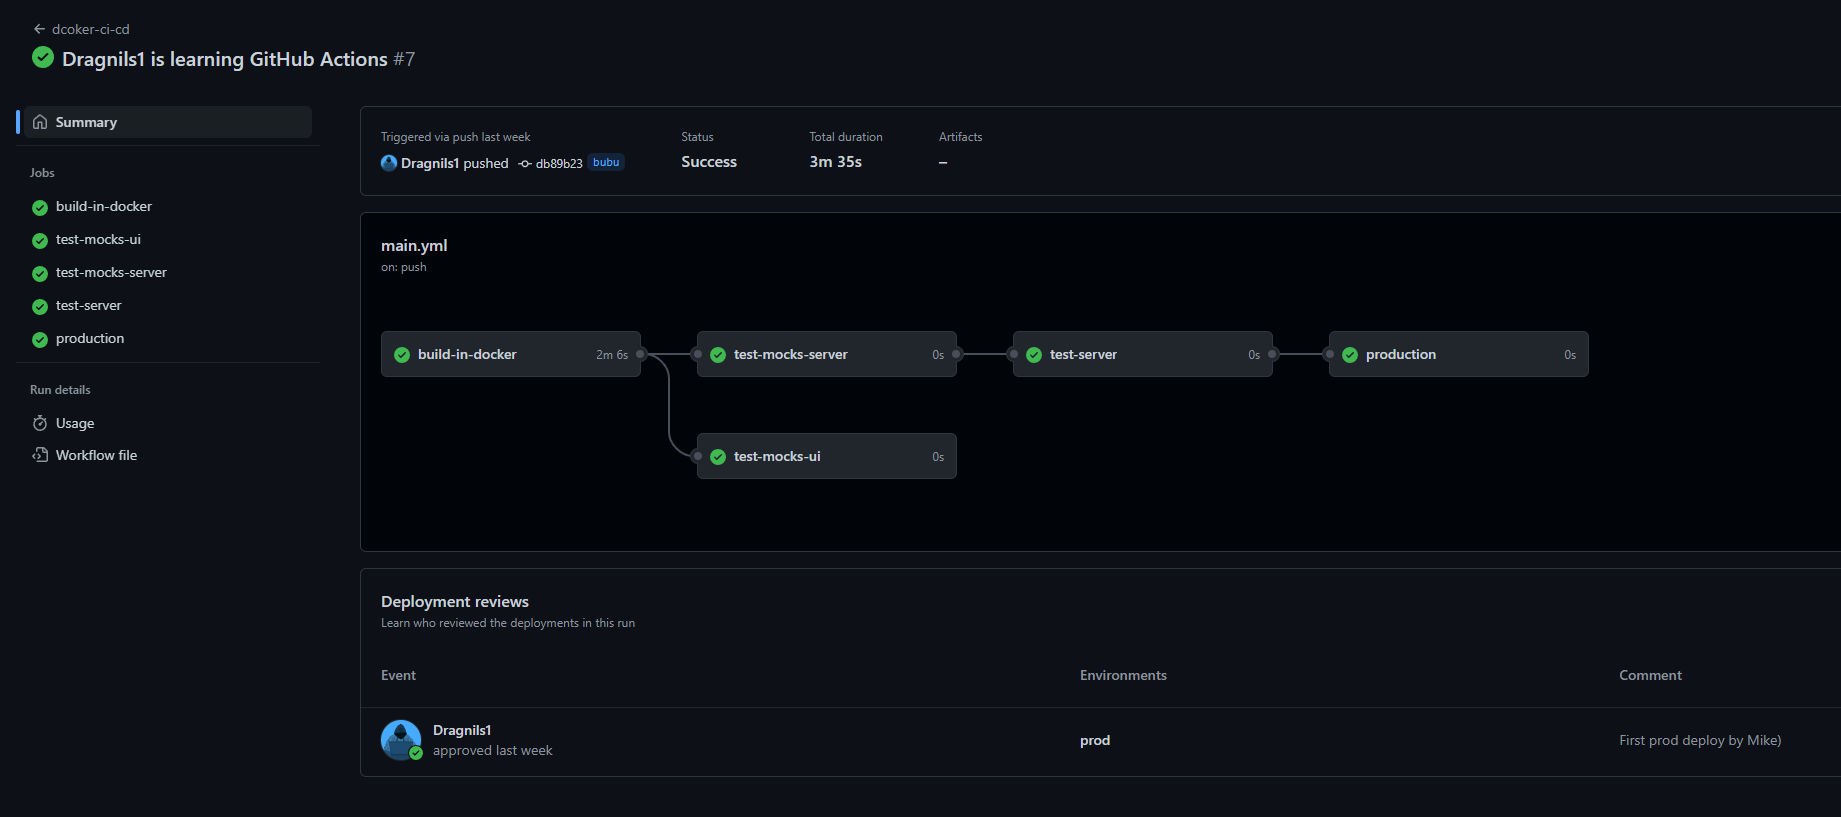 dcoker-ci-cd
Dragnils1 is learning GitHub Actions #7
Summary
Jobs
build-in-docker
test-mocks-ui
test-mocks-server
test-server
production
Run details
Usage
Workflow file
Triggered via push last week
Dragnils1 pushed db89b23 bubu
Status
Success
Total duration
3m 35s
Artifacts
–
main.yml
on: push
build-in-docker 2m 6s
test-mocks-server 0s
test-server 0s
production 0s
test-mocks-ui 0s
Deployment reviews
Learn who reviewed the deployments in this run
Event Environments Comment
Dragnils1
approved last week
prod
First prod deploy by Mike)